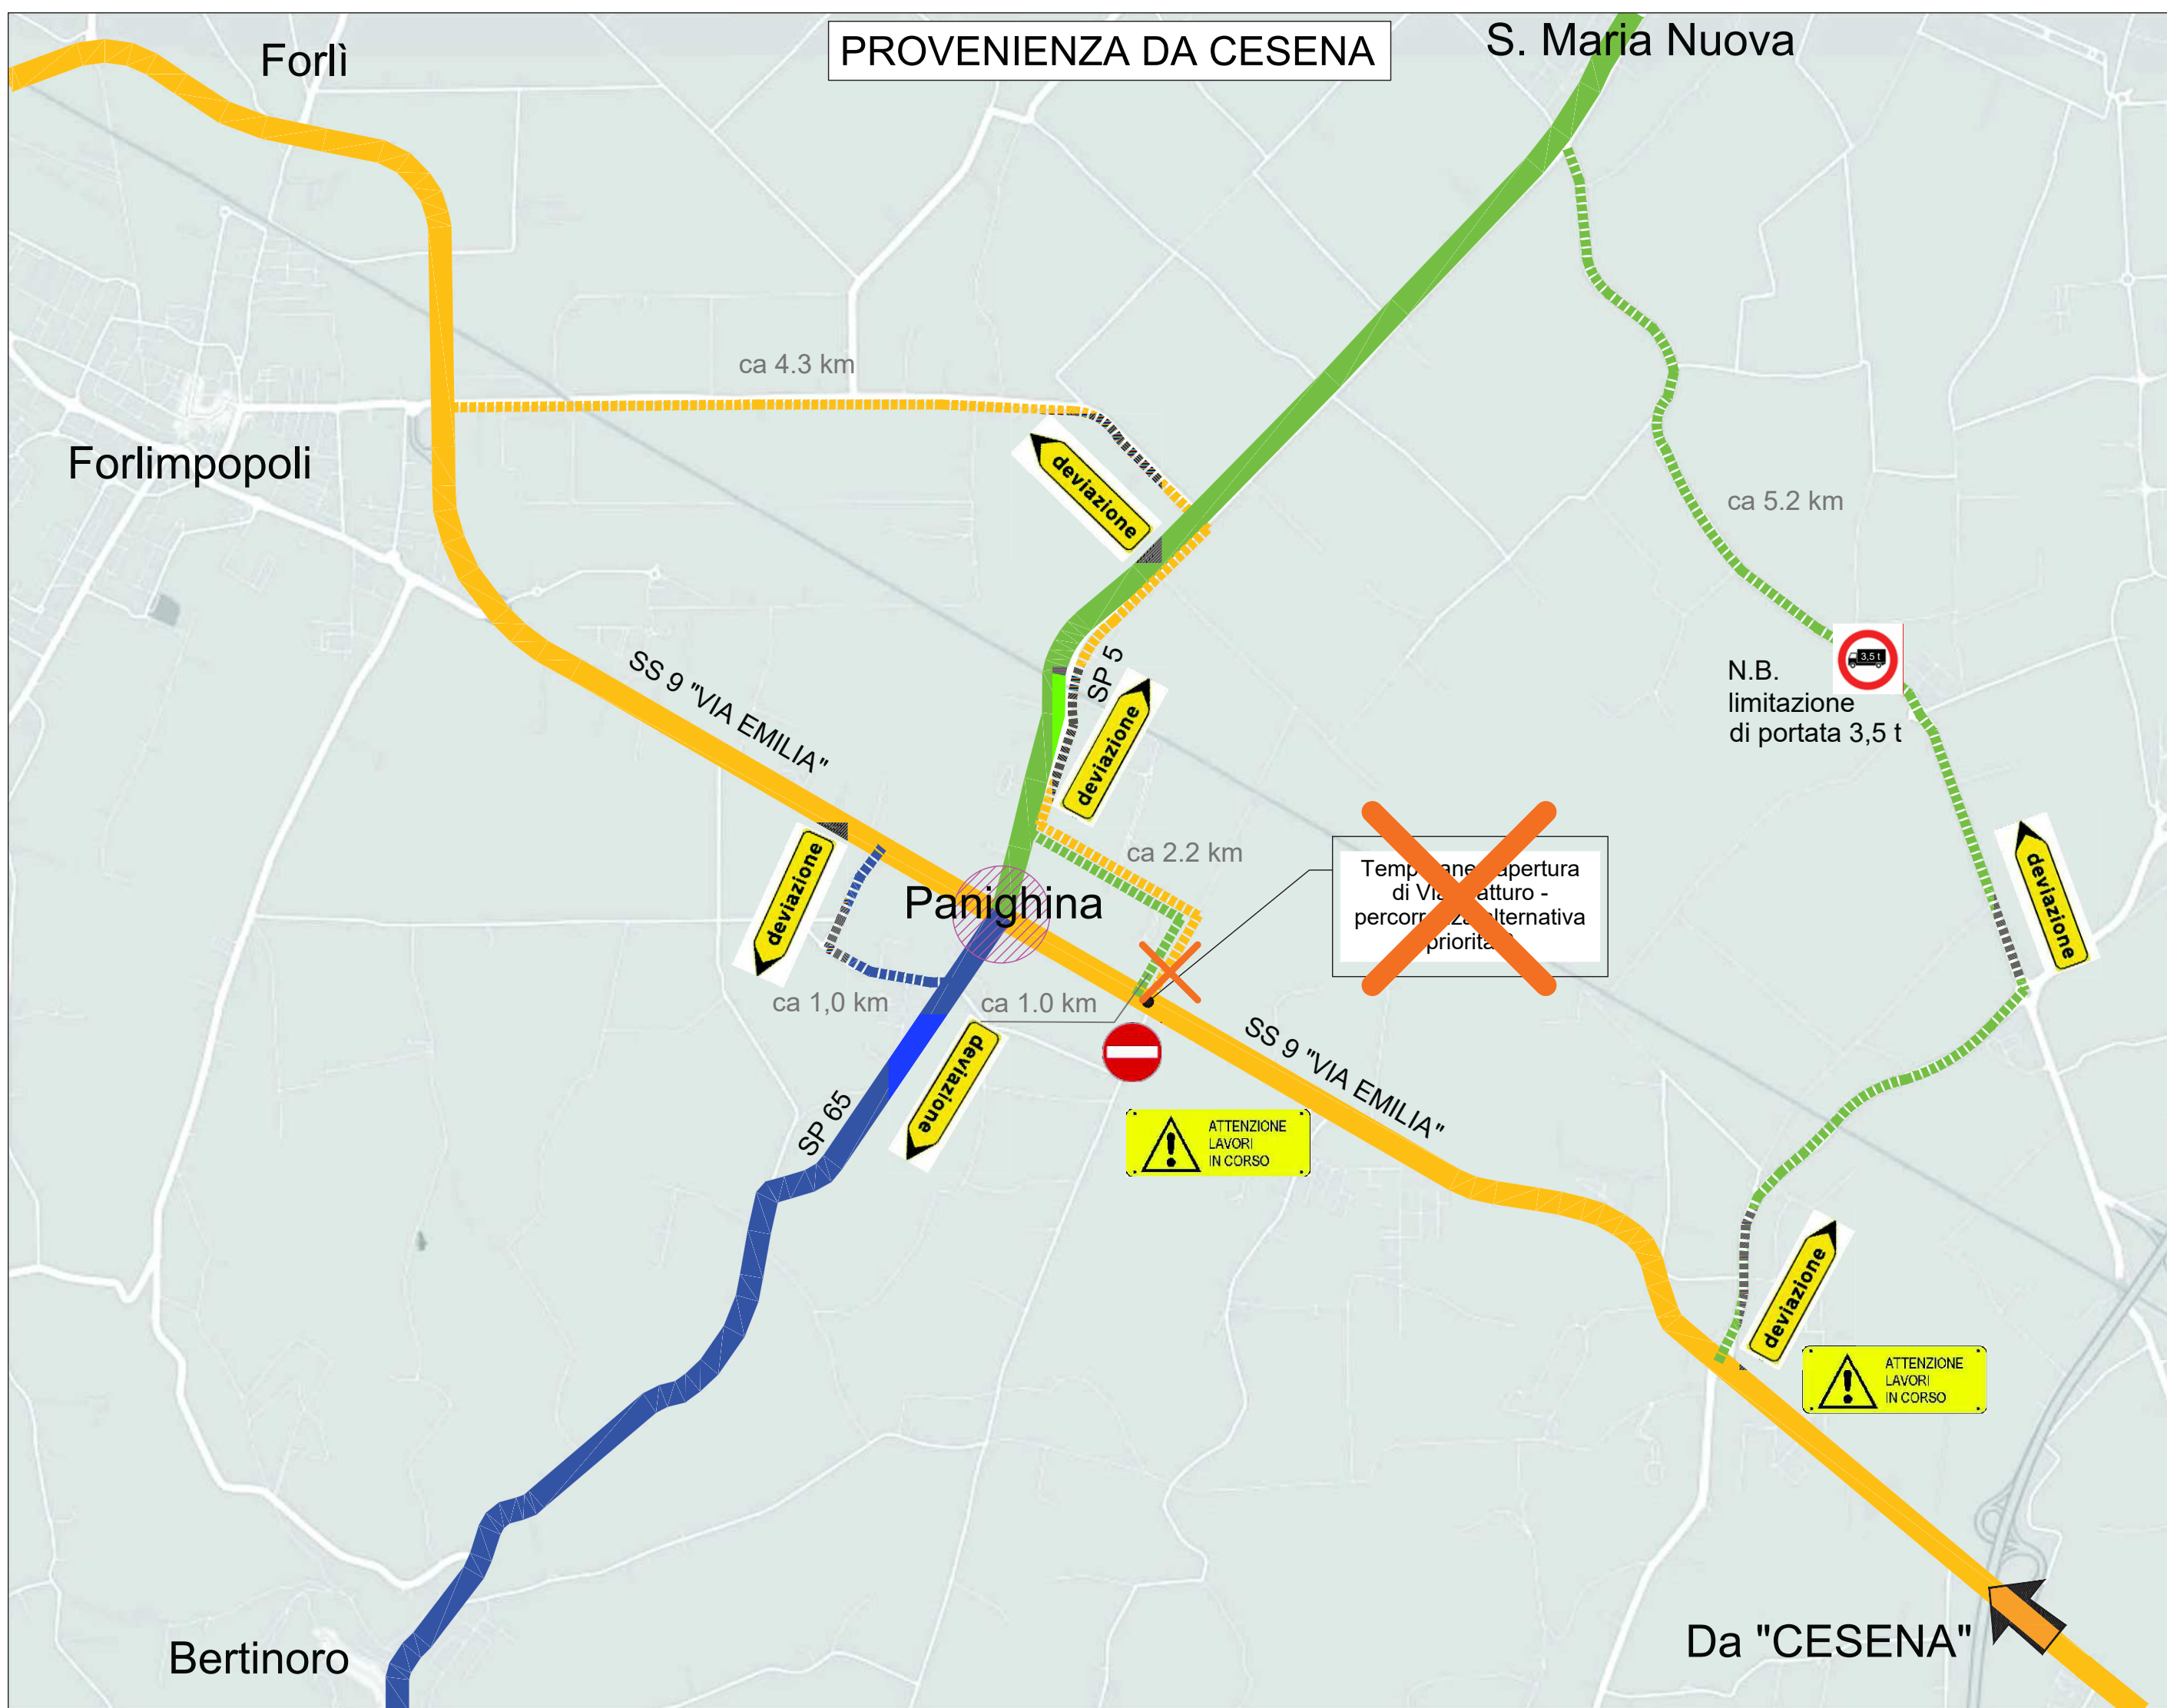 PROVENIENZA DA CESENA
Forlì
S. Maria Nuova
ca 4.3 km
Forlimpopoli
deviazione
ca 5.2 km
SS 9 "VIA EMILIA"
SP 5
deviazione
3,5 t
N.B.
limitazione
di portata 3,5 t
deviazione
ca 2.2 km
Panighina
apertura
di
alternativa
deviazione
ca 1,0 km
ca 1.0 km
deviazione
SS 9 "VIA EMILIA"
SP 65
ATTENZIONE
LAVORI
IN CORSO
deviazione
ATTENZIONE
LAVORI
IN CORSO
Bertinoro
Da "CESENA"